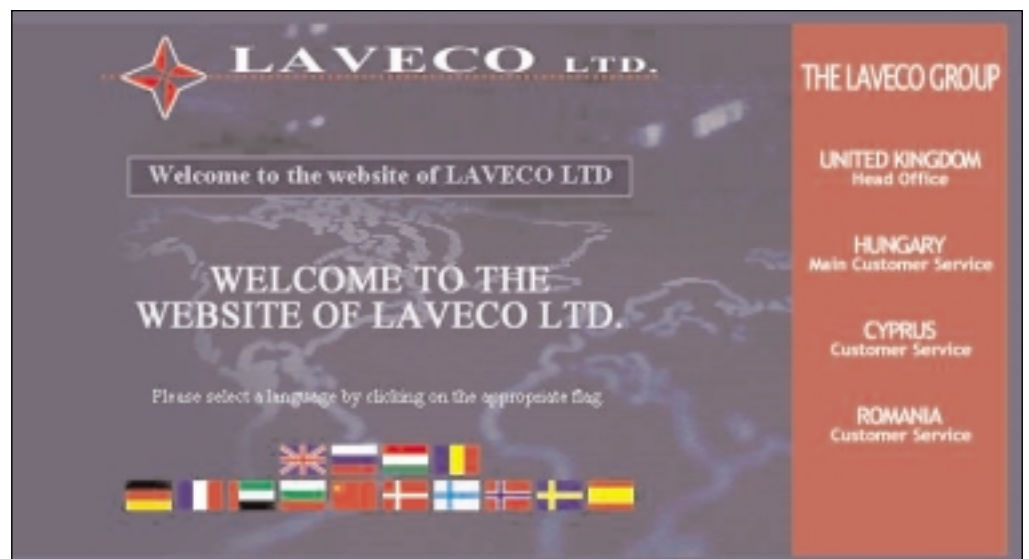 LAVECO LTD.
Welcome to the website of LAVECO LTD
WELCOME TO THE
WEBSITE OF LAVECO LTD.
Please select a language by clicking on the appropriate flag.
THE LAVECO GROUP
UNITED KINGDOM
Head Office
HUNGARY
Main Customer Service
CYPRUS
Customer Service
ROMANIA
Customer Service